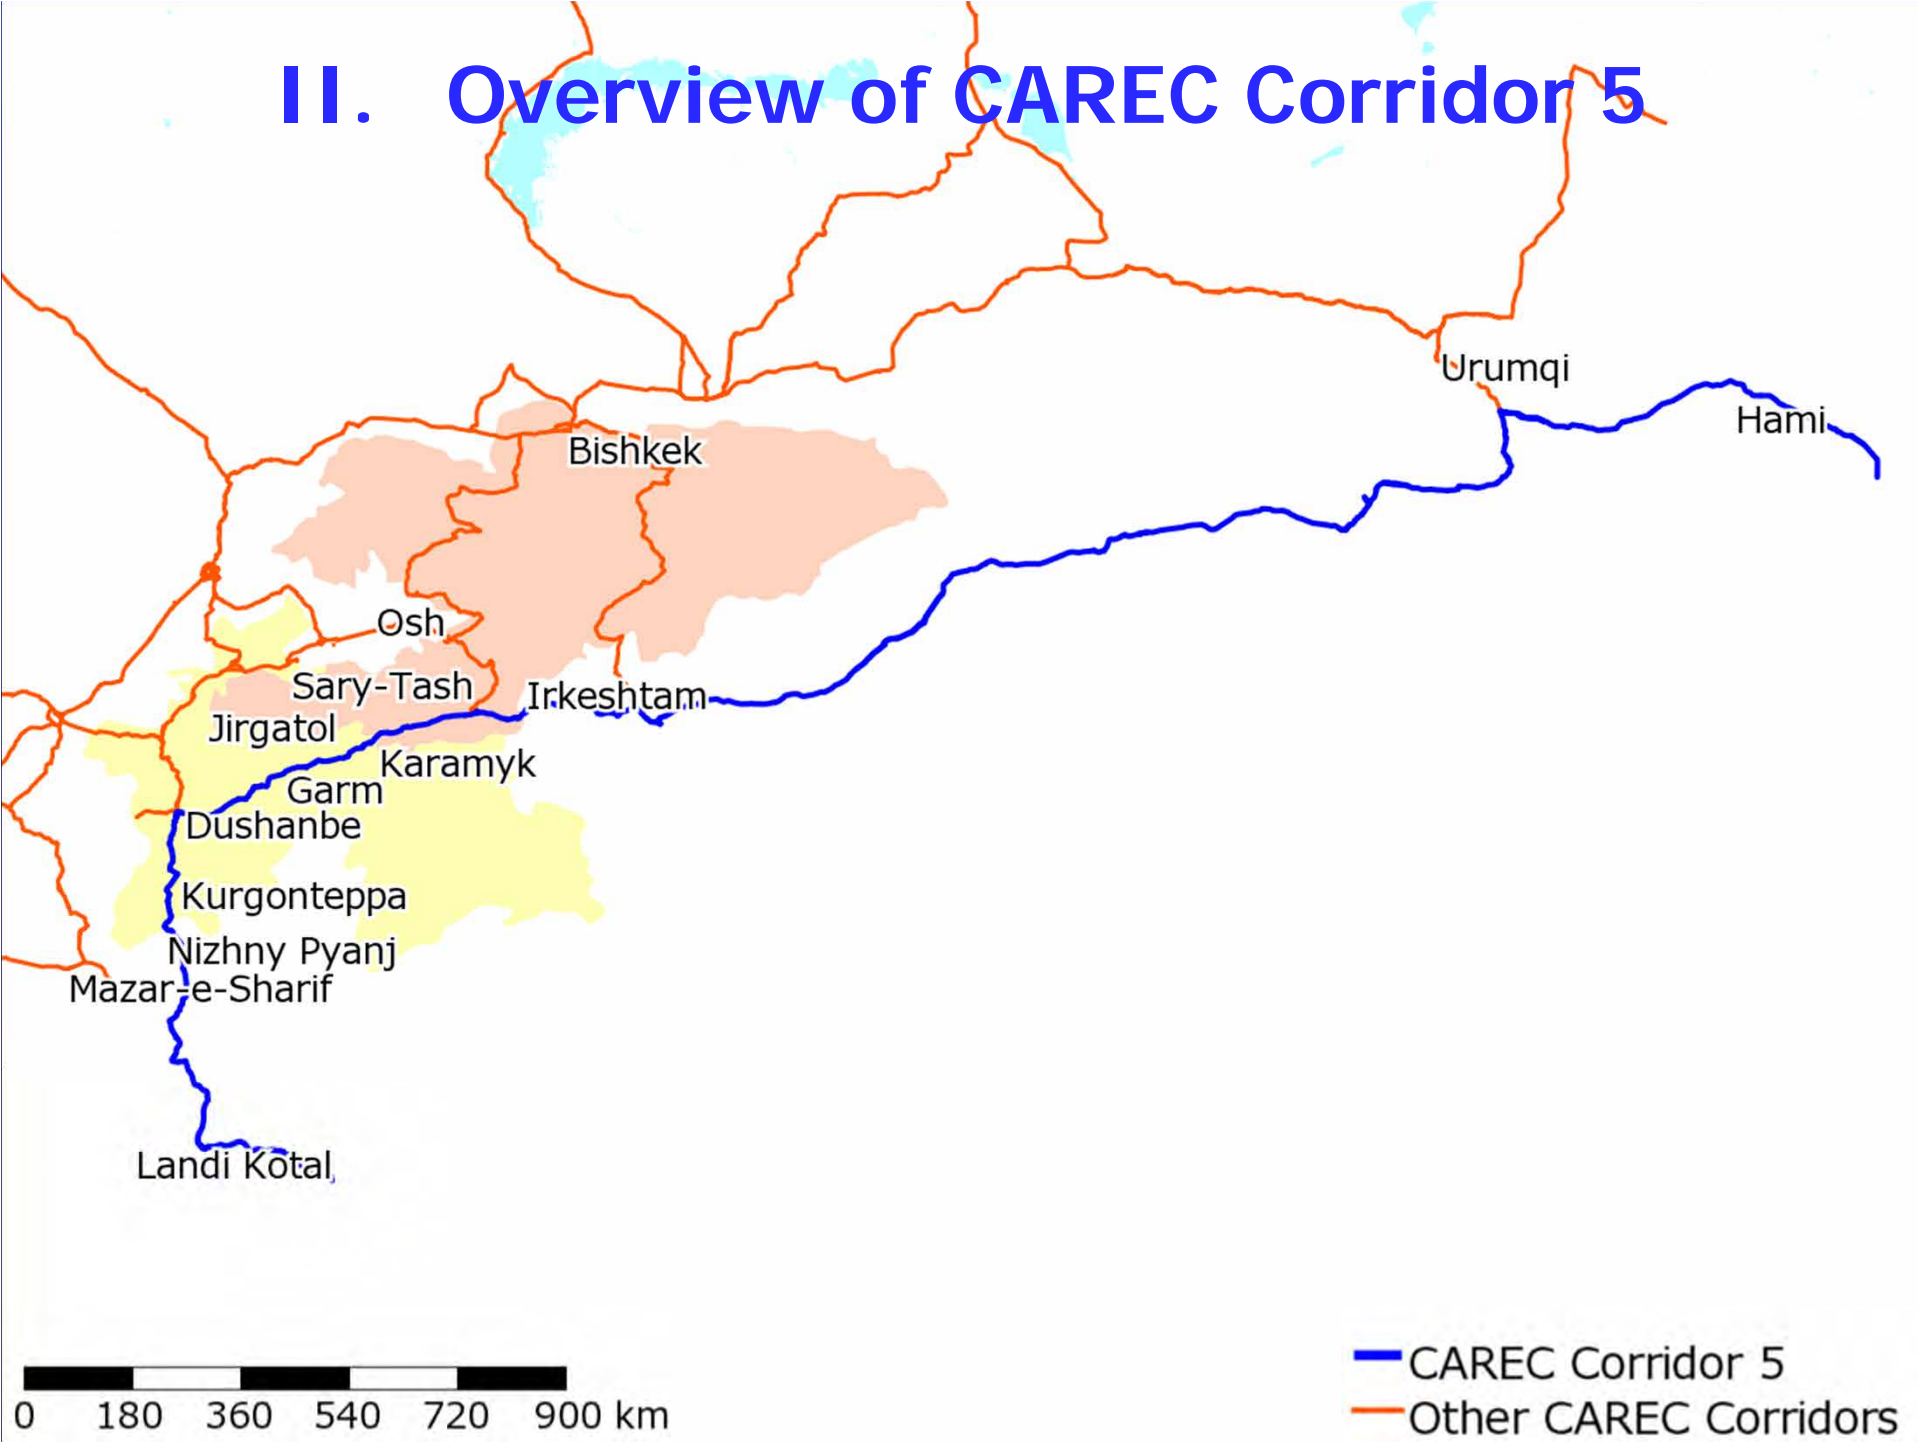 II. Overview of CAREC Corridor 5
Urumqi
Hami
Bishkek
Osh
Sary-Tash
Irkeshtam
Jirgatol
Karamyk
Garm
Dushanbe
Kurgonteppa
Nizhny Pyanj
Mazar-e-Sharif
Landi Kotal
CAREC Corridor 5
0 180 360 540 720 900 km
Other CAREC Corridors